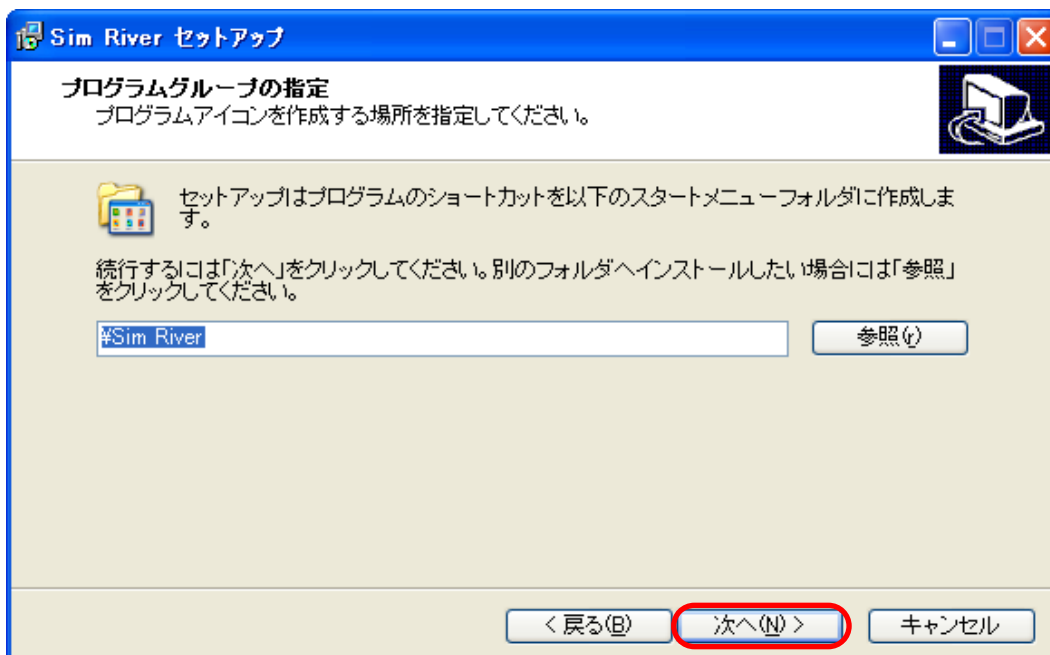 Sim River セットアップ
プログラムグループの指定
プログラムアイコンを作成する場所を指定してください。
セットアップはプログラムのショートカットを以下のスタートメニューフォルダに作成しま
す。
続行するには「次へ」をクリックしてください。別のフォルダへインストールしたい場合には「参照」
をクリックしてください。
¥Sim River
参照(r)
< 戻る(B)
次へ(N) >
キャンセル